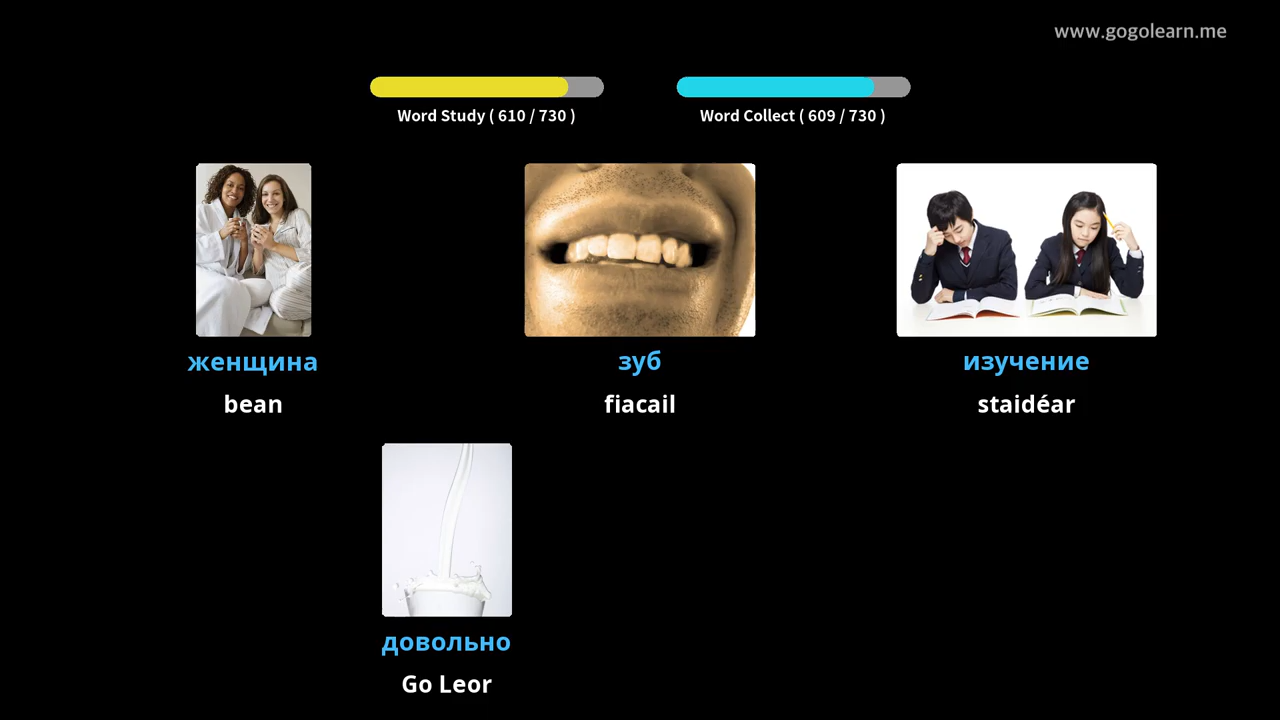 www.gogolearn.me
Word Study ( 610 / 730 )
Word Collect ( 609 / 730 )
женщина
bean
зуб
fiacail
изучение
staidéar
довольно
Go Leor